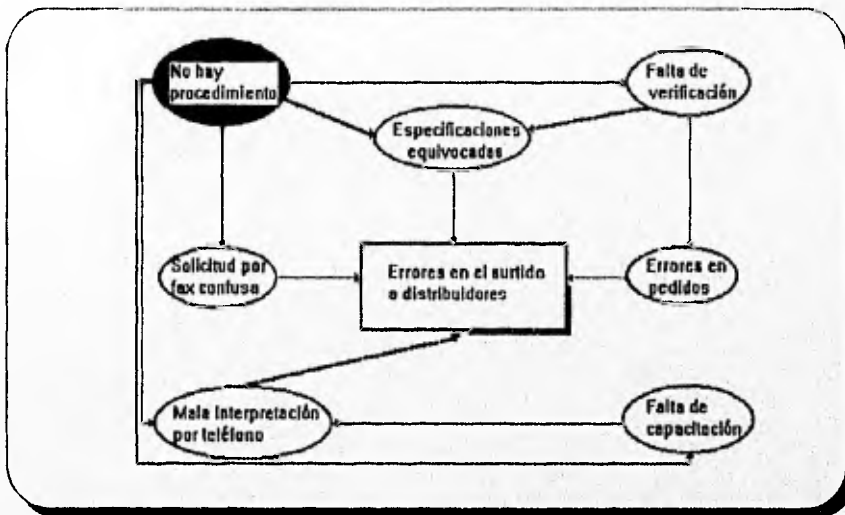 No hay
procedimiento
Falta de
verificación
Especificaciones
equivocadas
Solicitud por
fax confusa
Errores en el surtido
a distribuidores
Errores en
pedidos
Mala interpretación
por teléfono
Falta de
capacitación